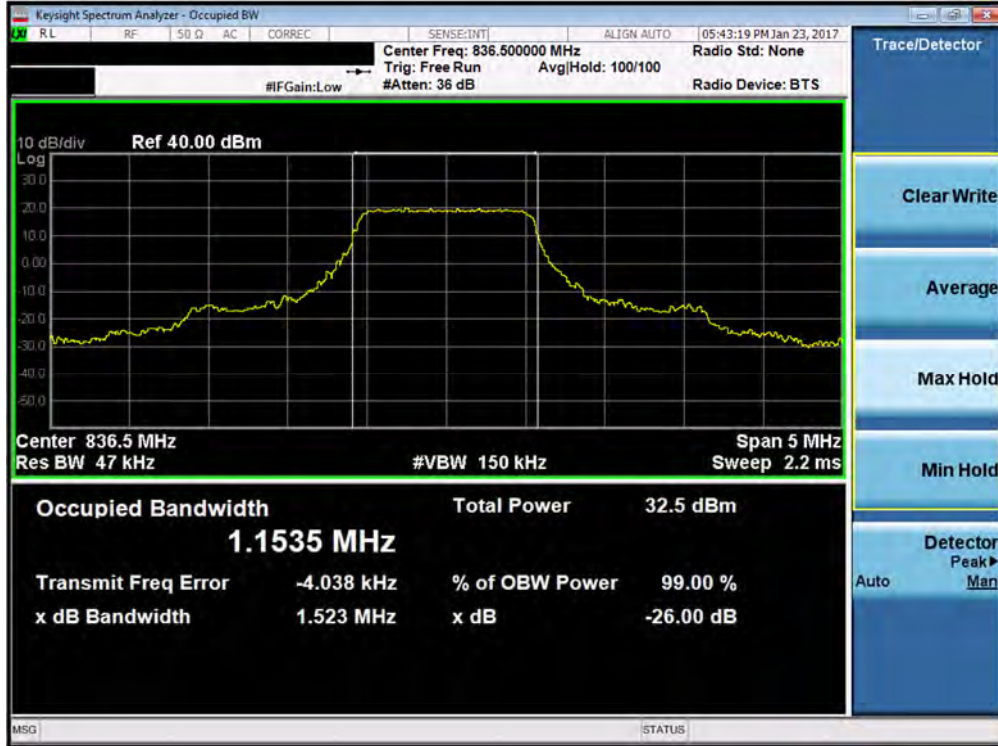 Keysight Spectrum Analyzer - Occupied BW
LXI RL RF 50 Ω AC CORREC SENSE:INT ALIGN AUTO 05:43:19 PM Jan 23, 2017
Center Freq: 836.500000 MHz Radio Std: None
Trig: Free Run Avg|Hold: 100/100
#IFGain:Low #Atten: 36 dB Radio Device: BTS
10 dB/div Ref 40.00 dBm
Log
30.0
20.0
10.0
0.00
-10.0
-20.0
-30.0
-40.0
-50.0
Center 836.5 MHz Span 5 MHz
Res BW 47 kHz #VBW 150 kHz Sweep 2.2 ms
Occupied Bandwidth Total Power 32.5 dBm
1.1535 MHz
Transmit Freq Error -4.038 kHz % of OBW Power 99.00 %
x dB Bandwidth 1.523 MHz x dB -26.00 dB
MSG STATUS
Trace/Detector
Clear Write
Average
Max Hold
Min Hold
Detector
Peak▶
Auto Man